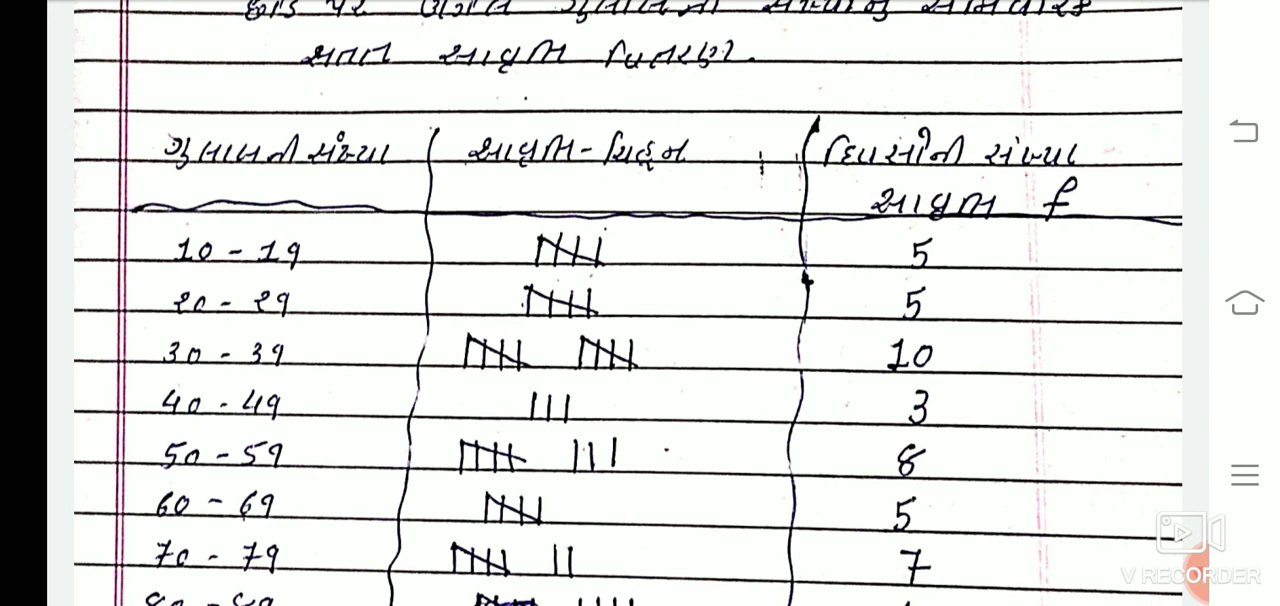 સતત આવૃત્તિ વિતરણ.
ગુલાબની સંખ્યા આવૃત્તિ-ચિહ્ન દિવસોની સંખ્યા
આવૃત્તિ f
10 - 19 5
20 - 29 5
30 - 39 10
40 - 49 3
50 - 59 8
60 - 69 5
70 - 79 7
V RECORDER